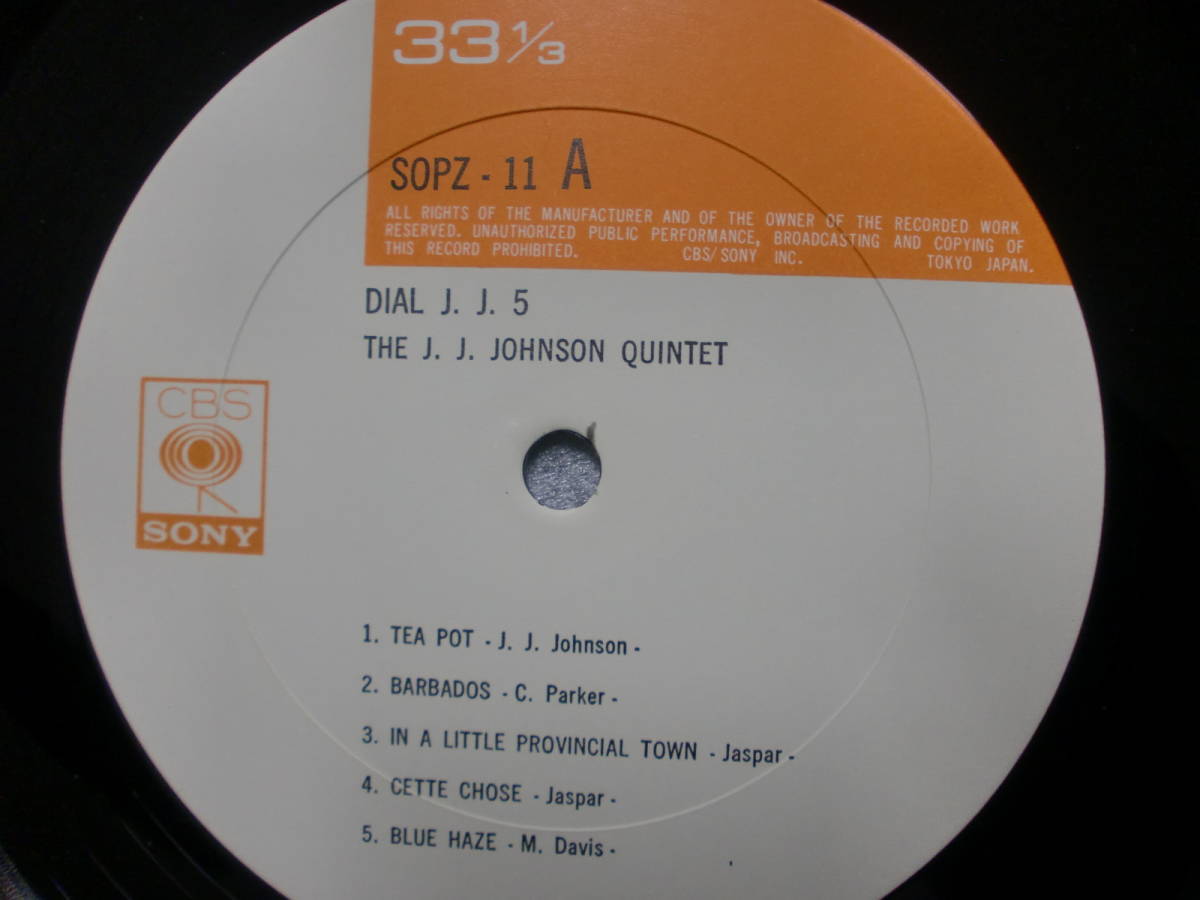 33 1/3
SOPZ - 11 A
ALL RIGHTS OF THE MANUFACTURER AND OF THE OWNER OF THE RECORDED WORK
RESERVED. UNAUTHORIZED PUBLIC PERFORMANCE, BROADCASTING AND COPYING OF
THIS RECORD PROHIBITED. CBS/SONY INC. TOKYO JAPAN.
DIAL J. J. 5
THE J. J. JOHNSON QUINTET
CBS
SONY
1. TEA POT - J. J. Johnson -
2. BARBADOS - C. Parker -
3. IN A LITTLE PROVINCIAL TOWN - Jaspar -
4. CETTE CHOSE - Jaspar -
5. BLUE HAZE - M. Davis -